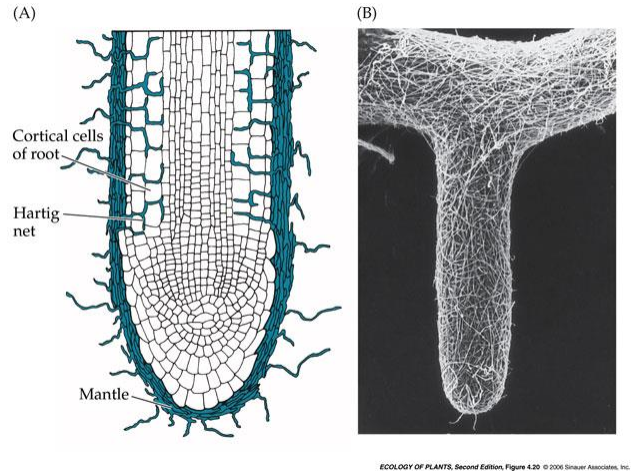 (A)
(B)
Cortical cells
of root
Hartig
net
Mantle
ECOLOGY OF PLANTS, Second Edition, Figure 4.20 © 2006 Sinauer Associates, Inc.